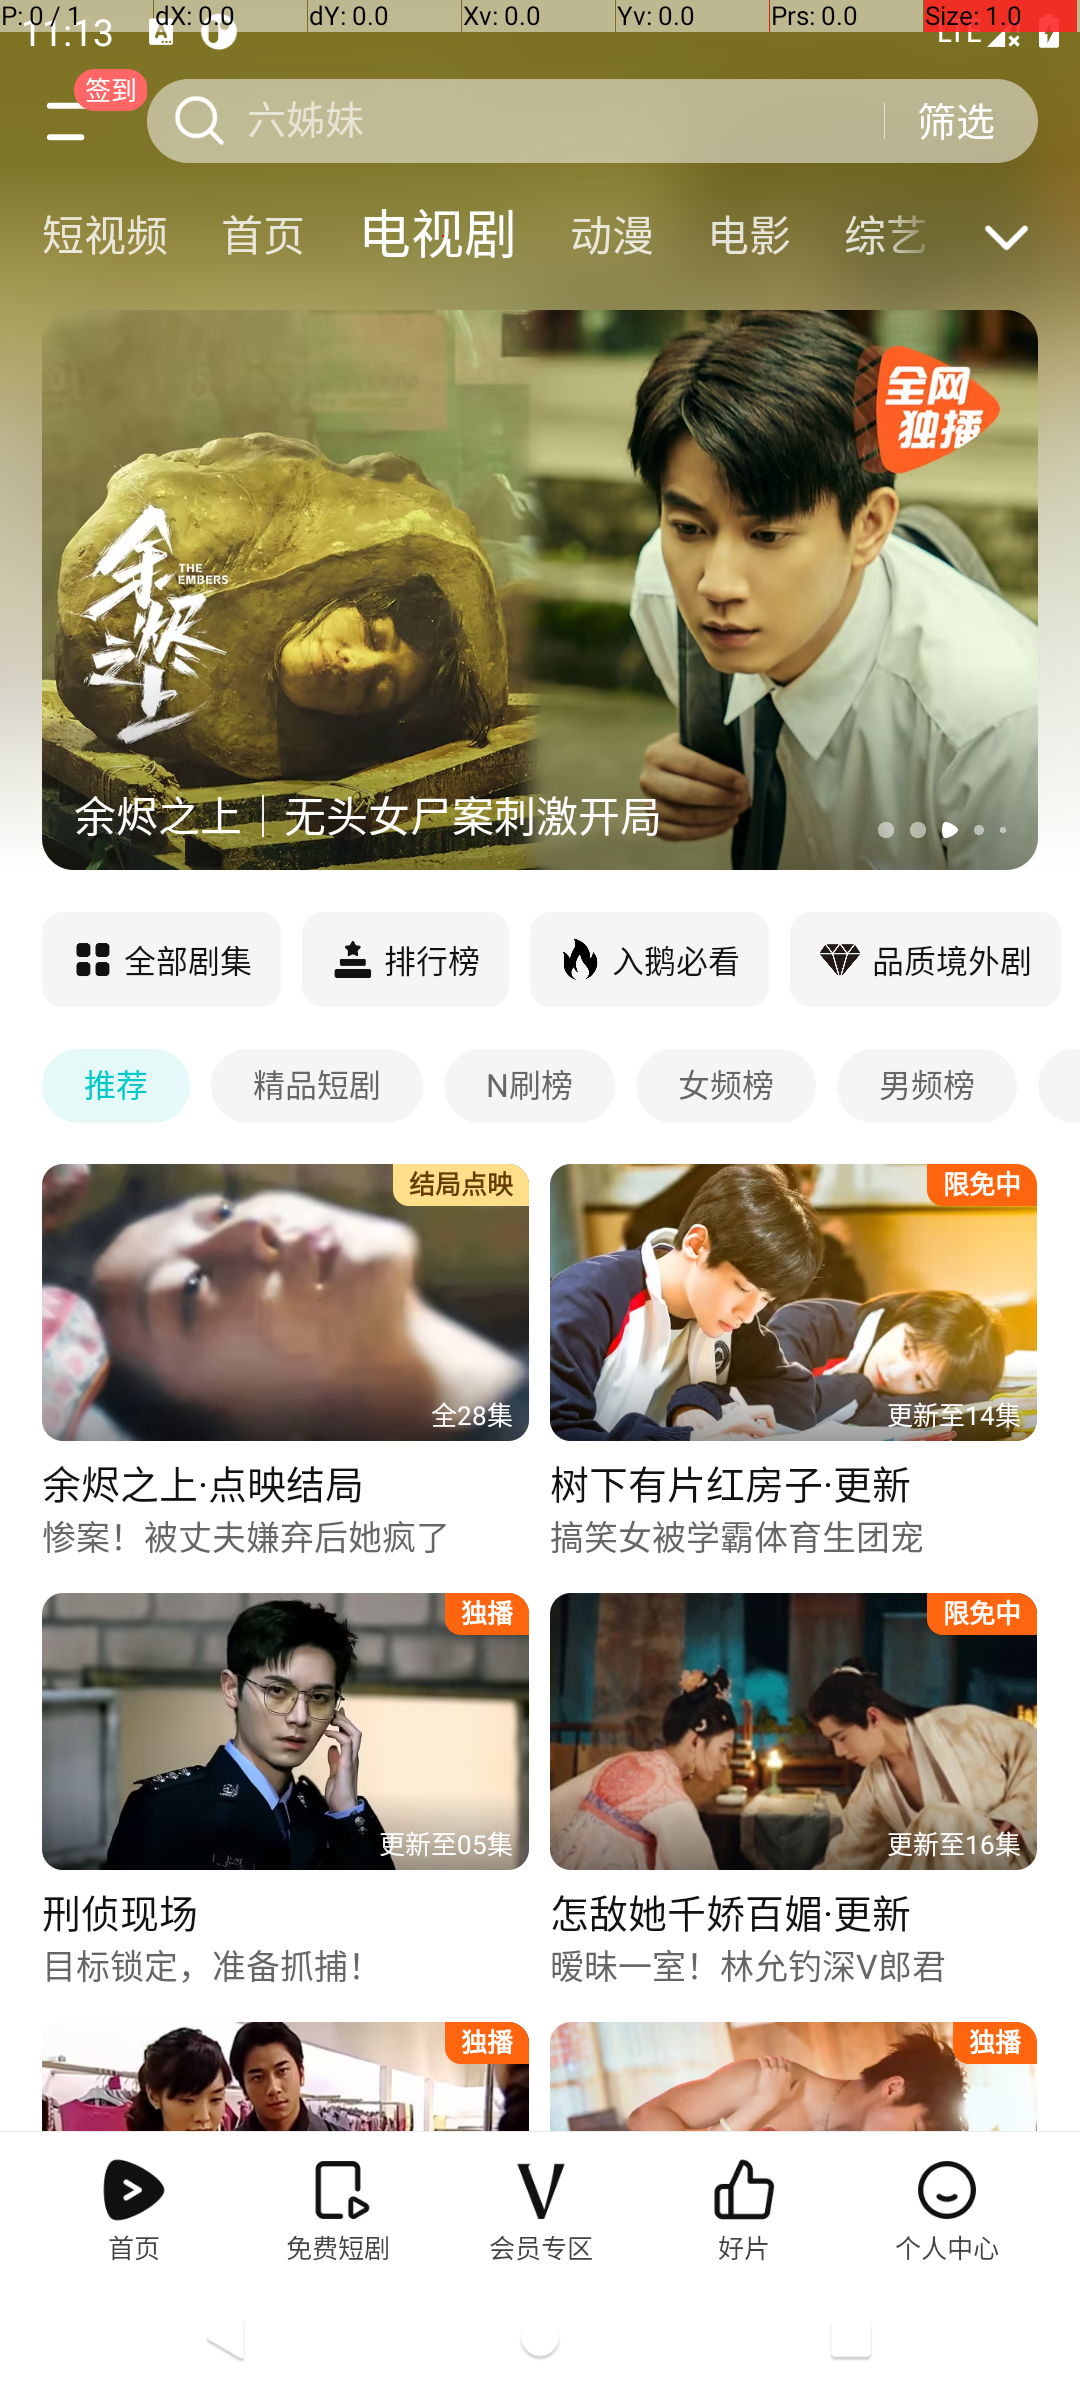 P: 0 / 1 dX: 0.0 dY: 0.0 Xv: 0.0 Yv: 0.0 Prs: 0.0 Size: 1.0
11:13 A LTE
签到
六姊妹 筛选
短视频 首页 电视剧 动漫 电影 综艺
全网
独播
余烬之上
THE
EMBERS
余烬之上｜无头女尸案刺激开局
全部剧集 排行榜 入鹅必看 品质境外剧
推荐 精品短剧 N刷榜 女频榜 男频榜
结局点映 限免中
全28集 更新至14集
余烬之上·点映结局 树下有片红房子·更新
惨案！被丈夫嫌弃后她疯了 搞笑女被学霸体育生团宠
独播 限免中
更新至05集 更新至16集
刑侦现场 怎敌她千娇百媚·更新
目标锁定，准备抓捕！ 暧昧一室！林允钓深V郎君
独播 独播
首页 免费短剧 会员专区 好片 个人中心